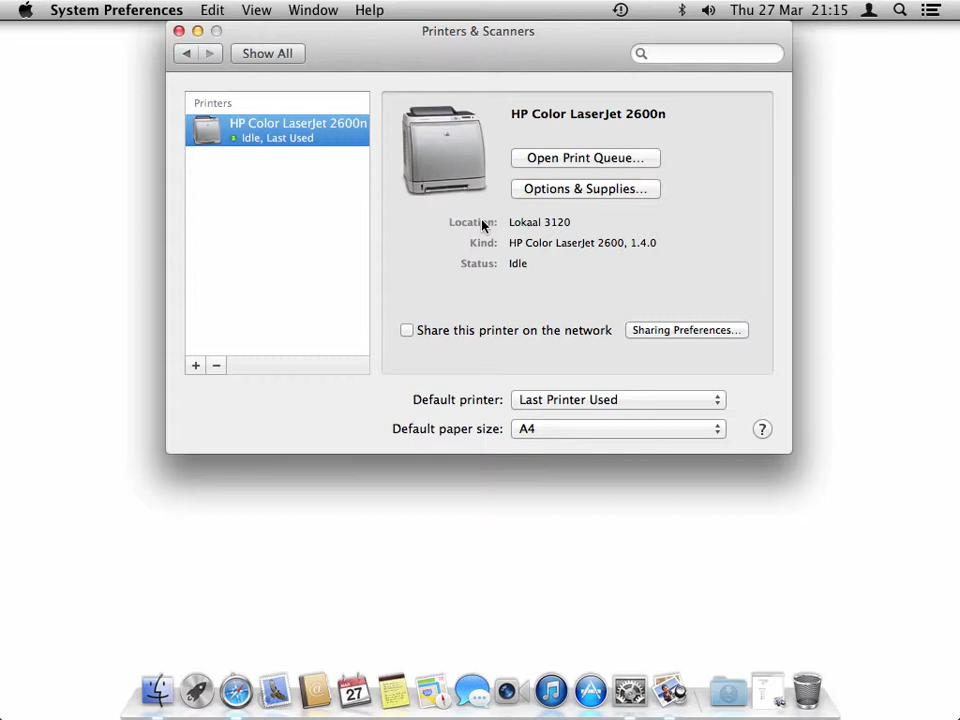 System Preferences Edit View Window Help Thu 27 Mar 21:15
Printers & Scanners
Show All
Printers
HP Color LaserJet 2600n
Idle, Last Used
HP Color LaserJet 2600n
Open Print Queue...
Options & Supplies...
Location: Lokaal 3120
Kind: HP Color LaserJet 2600, 1.4.0
Status: Idle
Share this printer on the network Sharing Preferences...
+ −
Default printer: Last Printer Used
Default paper size: A4 ?
27